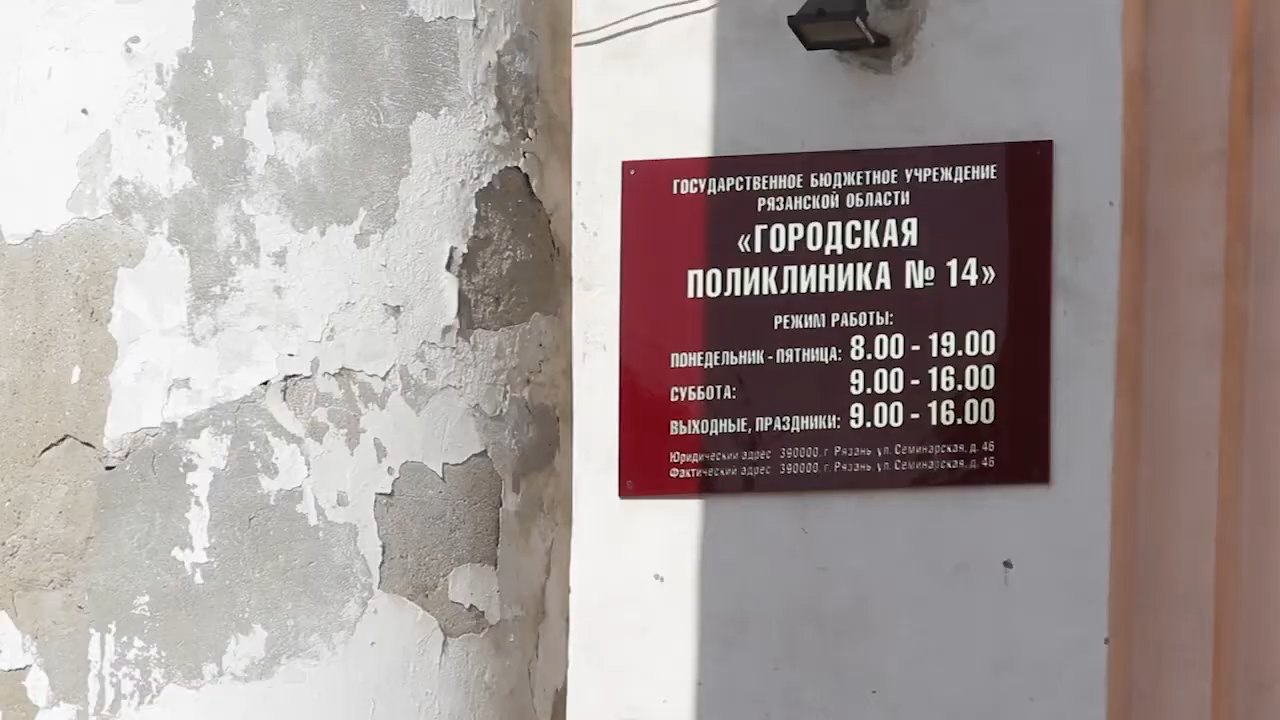 ГОСУДАРСТВЕННОЕ БЮДЖЕТНОЕ УЧРЕЖДЕНИЕ
РЯЗАНСКОЙ ОБЛАСТИ
«ГОРОДСКАЯ
ПОЛИКЛИНИКА № 14»
РЕЖИМ РАБОТЫ:
ПОНЕДЕЛЬНИК - ПЯТНИЦА: 8.00 - 19.00
СУББОТА: 9.00 - 16.00
ВЫХОДНЫЕ, ПРАЗДНИКИ: 9.00 - 16.00
Юридический адрес 390000, г. Рязань ул. Семинарская, д. 46
Фактический адрес 390000, г. Рязань ул. Семинарская, д. 46